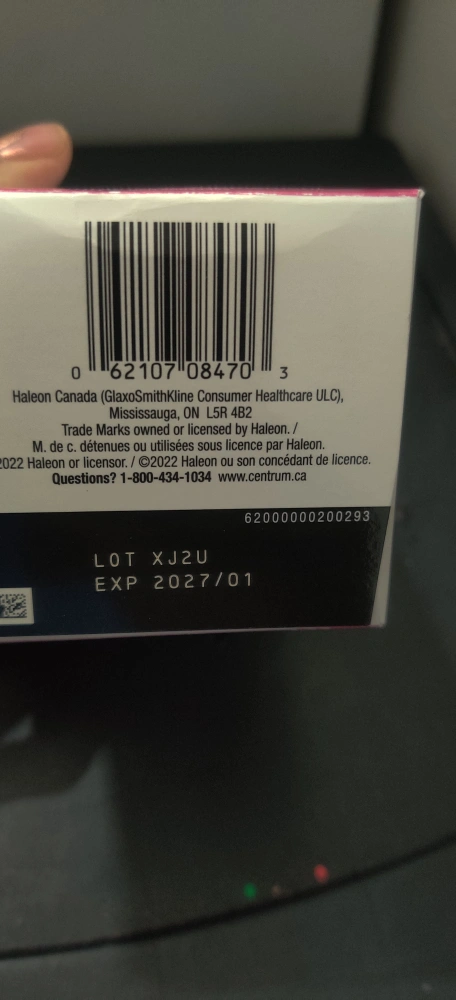 0 62107 08470 3
Haleon Canada (GlaxoSmithKline Consumer Healthcare ULC),
Mississauga, ON L5R 4B2
Trade Marks owned or licensed by Haleon. /
M. de c. détenues ou utilisées sous licence par Haleon.
2022 Haleon or licensor. / ©2022 Haleon ou son concédant de licence.
Questions? 1-800-434-1034 www.centrum.ca
62000000200293
LOT XJ2U
EXP 2027/01